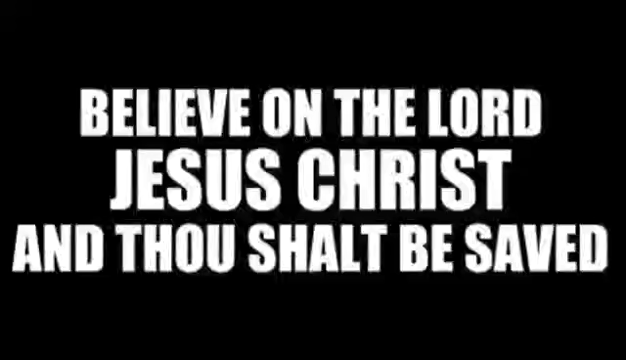 BELIEVE ON THE LORD
JESUS CHRIST
AND THOU SHALT BE SAVED